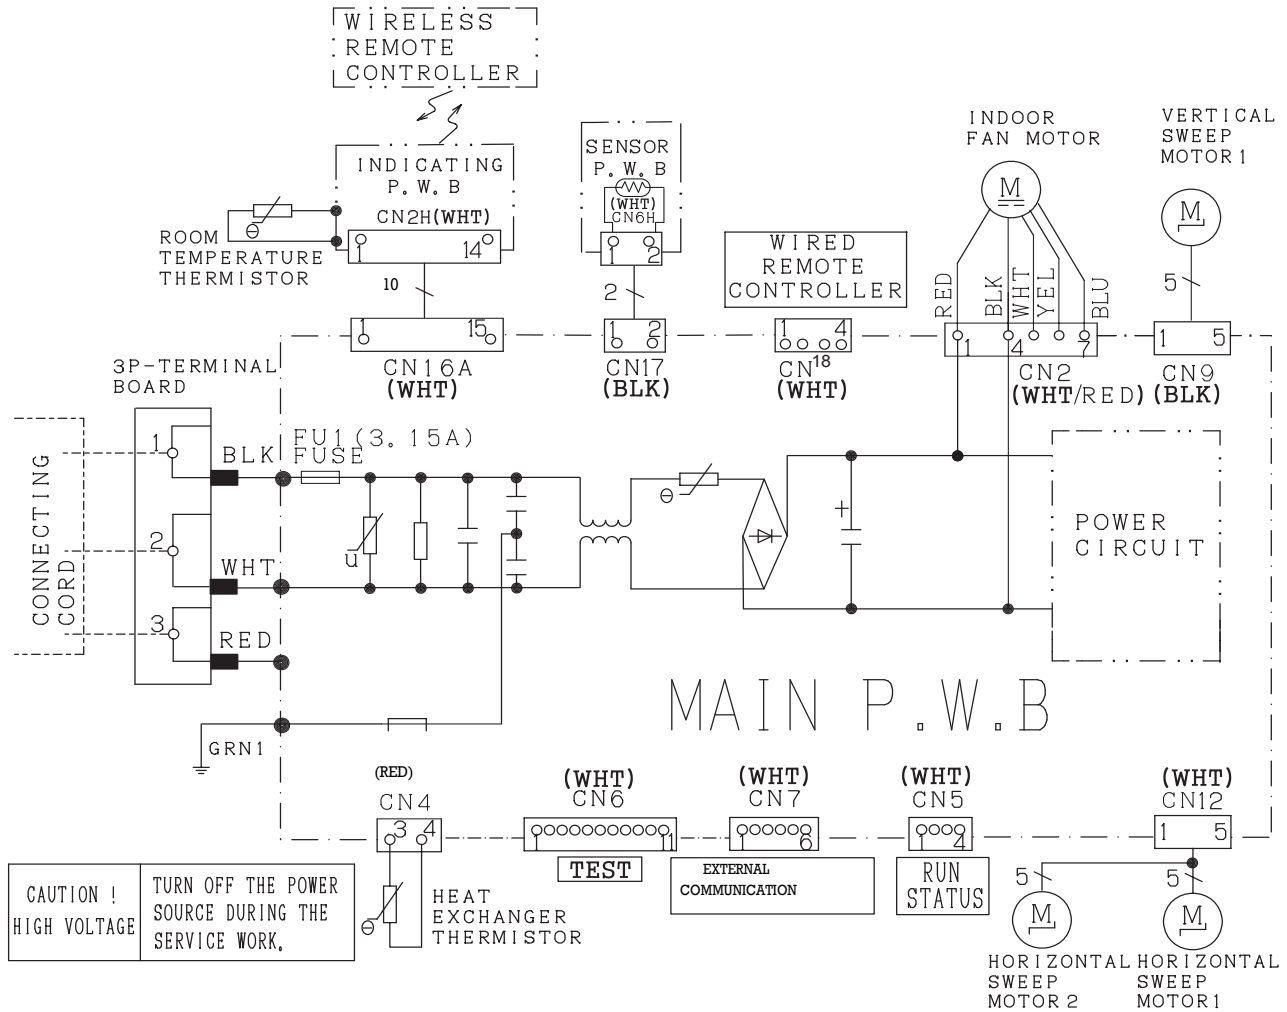 WIRELESS
REMOTE
CONTROLLER
INDICATING
P. W. B
CN2H(WHT)
1 14
ROOM
TEMPERATURE
THERMISTOR
θ
10
1 15
CN16A
(WHT)
SENSOR
P. W. B
(WHT)
CN6H
1 2
2
1 2
CN17
(BLK)
WIRED
REMOTE
CONTROLLER
1 4
CN18
(WHT)
INDOOR
FAN MOTOR
M
RED
BLK
WHT
YEL
BLU
1 4 7
CN2
(WHT/RED)
VERTICAL
SWEEP
MOTOR1
M
5
1 5
CN9
(BLK)
3P-TERMINAL
BOARD
CONNECTING
CORD
1
BLK
2
WHT
3
RED
FU1(3. 15A)
FUSE
u
θ
+
POWER
CIRCUIT
GRN1
MAIN P.W.B
(RED)
CN4
3 4
θ
HEAT
EXCHANGER
THERMISTOR
(WHT)
CN6
1 11
TEST
(WHT)
CN7
1 6
EXTERNAL
COMMUNICATION
(WHT)
CN5
1 4
RUN
STATUS
(WHT)
CN12
1 5
5
M
HORIZONTAL
SWEEP
MOTOR2
5
M
HORIZONTAL
SWEEP
MOTOR1
CAUTION !
HIGH VOLTAGE
TURN OFF THE POWER
SOURCE DURING THE
SERVICE WORK.